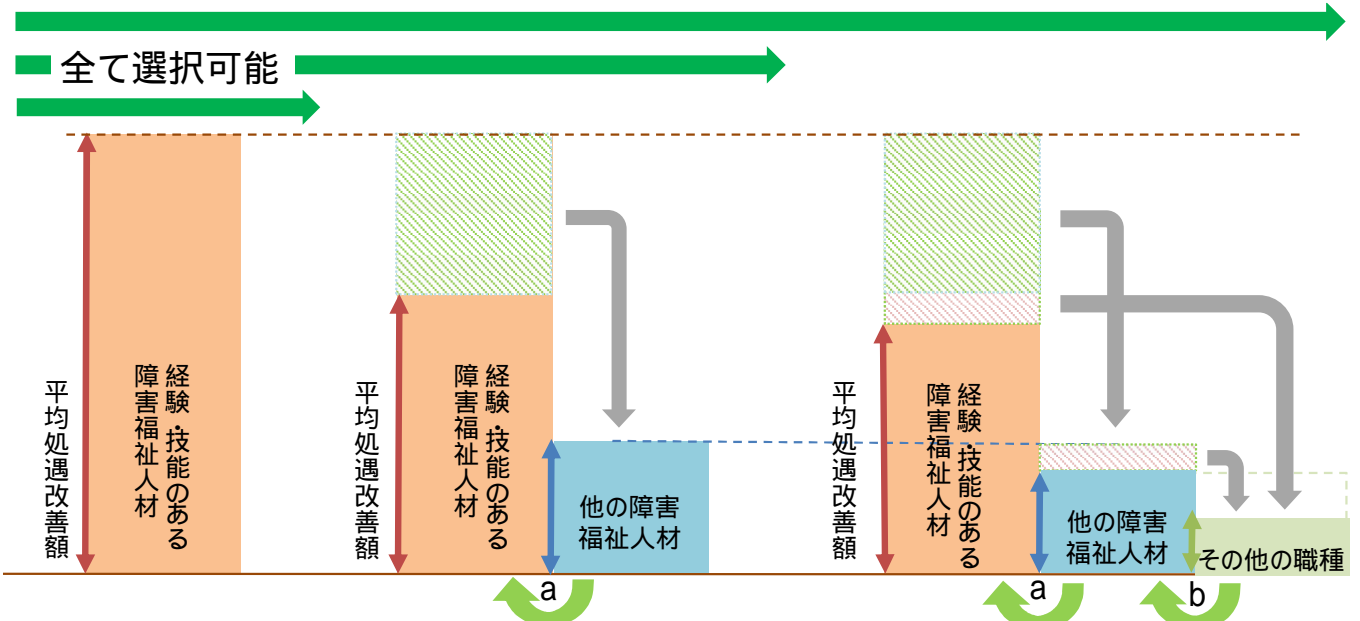 全て選択可能
平均処遇改善額
経験・技能のある
障害福祉人材
平均処遇改善額
経験・技能のある
障害福祉人材
他の障害
福祉人材
a
平均処遇改善額
経験・技能のある
障害福祉人材
他の障害
福祉人材
その他の職種
a
b